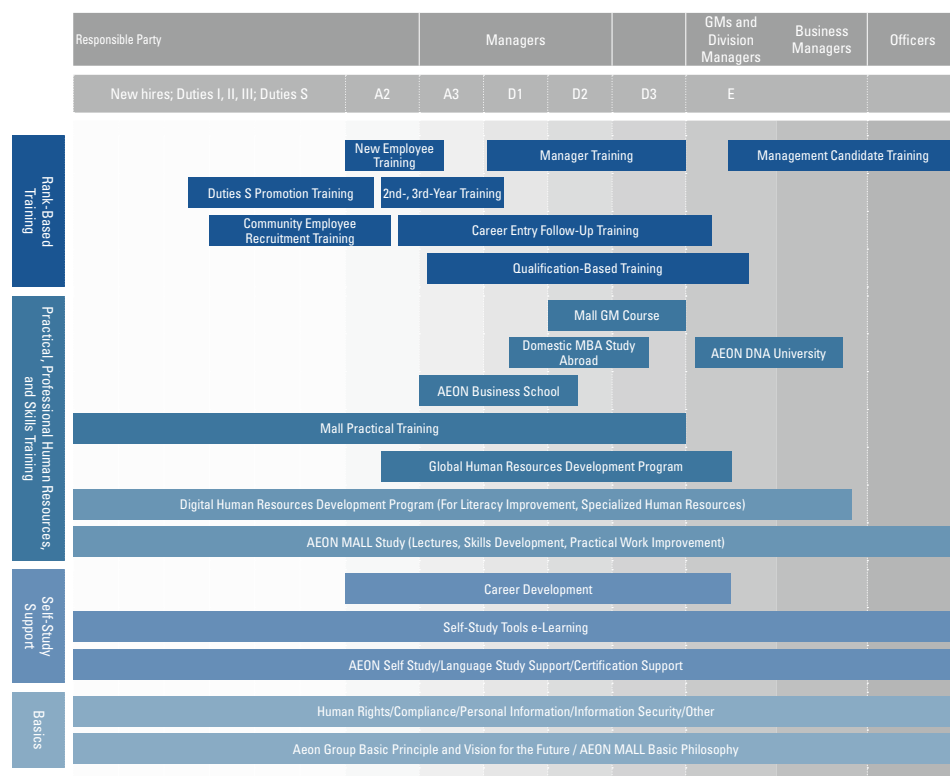 Responsible Party
Managers
GMs and
Division
Managers
Business
Managers
Officers
New hires; Duties I, II, III; Duties S
A2
A3
D1
D2
D3
E
Rank-Based
Training
New Employee
Training
Manager Training
Management Candidate Training
Duties S Promotion Training
2nd-, 3rd-Year Training
Community Employee
Recruitment Training
Career Entry Follow-Up Training
Qualification-Based Training
Practical, Professional Human Resources,
and Skills Training
Mall GM Course
Domestic MBA Study
Abroad
AEON DNA University
AEON Business School
Mall Practical Training
Global Human Resources Development Program
Digital Human Resources Development Program (For Literacy Improvement, Specialized Human Resources)
AEON MALL Study (Lectures, Skills Development, Practical Work Improvement)
Self-Study
Support
Career Development
Self-Study Tools e-Learning
AEON Self Study/Language Study Support/Certification Support
Basics
Human Rights/Compliance/Personal Information/Information Security/Other
Aeon Group Basic Principle and Vision for the Future / AEON MALL Basic Philosophy